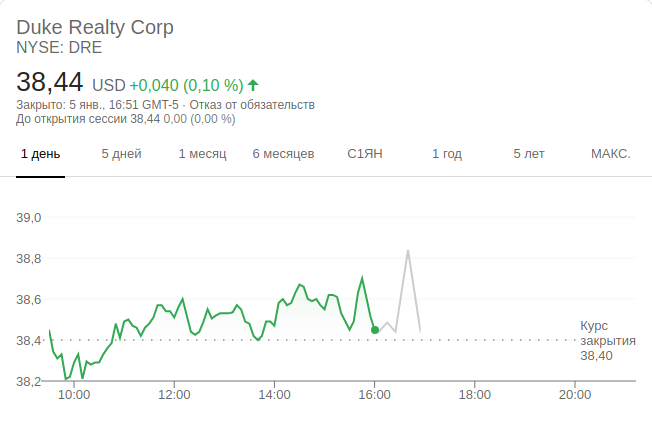 Duke Realty Corp
NYSE: DRE
38,44 USD +0,040 (0,10 %)
Закрыто: 5 янв., 16:51 GMT-5 · Отказ от обязательств
До открытия сессии 38,44 0,00 (0,00 %)
1 день 5 дней 1 месяц 6 месяцев С1ЯН 1 год 5 лет МАКС.
39,0
38,8
38,6
38,4
38,2
Курс
закрытия
38,40
10:00 12:00 14:00 16:00 18:00 20:00